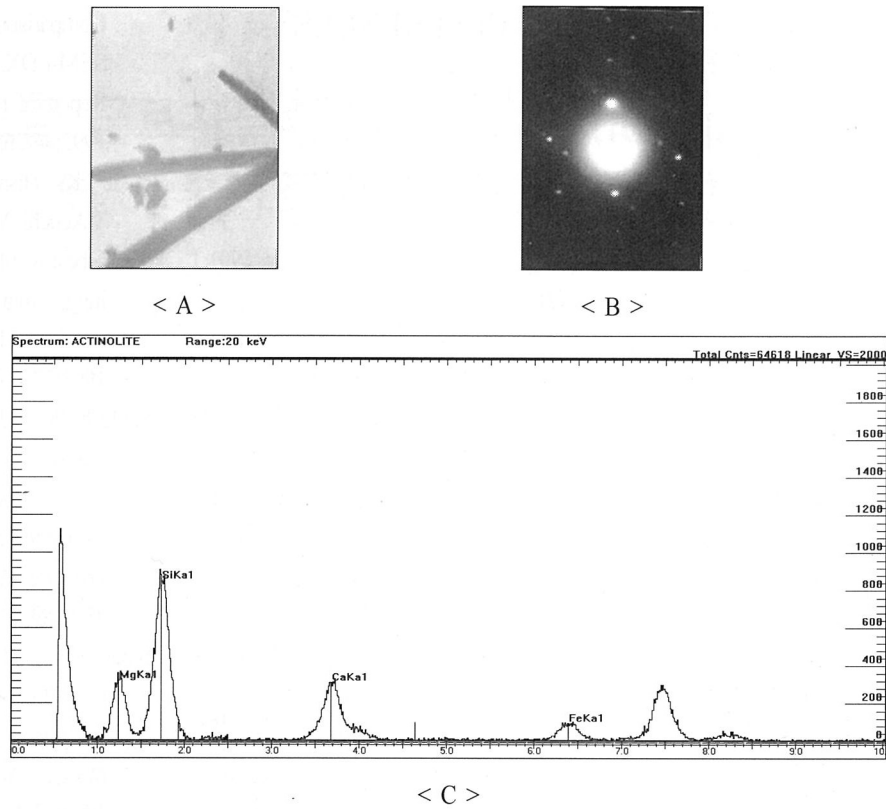 < A >
< B >
Spectrum: ACTINOLITE Range:20 keV
Total Cnts=64618 Linear VS=2000
1800
1600
1400
1200
1000
SiKa1
800
600
MgKa1
CaKa1
400
FeKa1
200
0
0.0 1.0 2.0 3.0 4.0 5.0 6.0 7.0 8.0 9.0 10.0
< C >